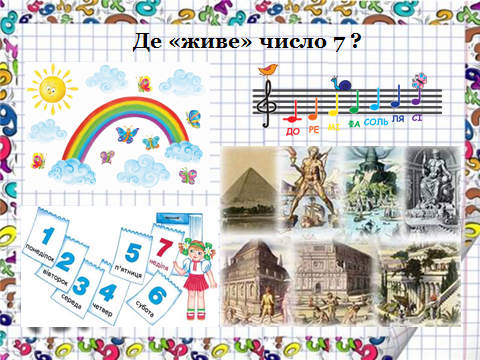 Де «живе» число 7 ?
ДО РЕ МІ ФА СОЛЬ ЛЯ СІ
1
понеділок
2
вівторок
3
середа
4
четвер
5
п'ятниця
6
субота
7
неділя